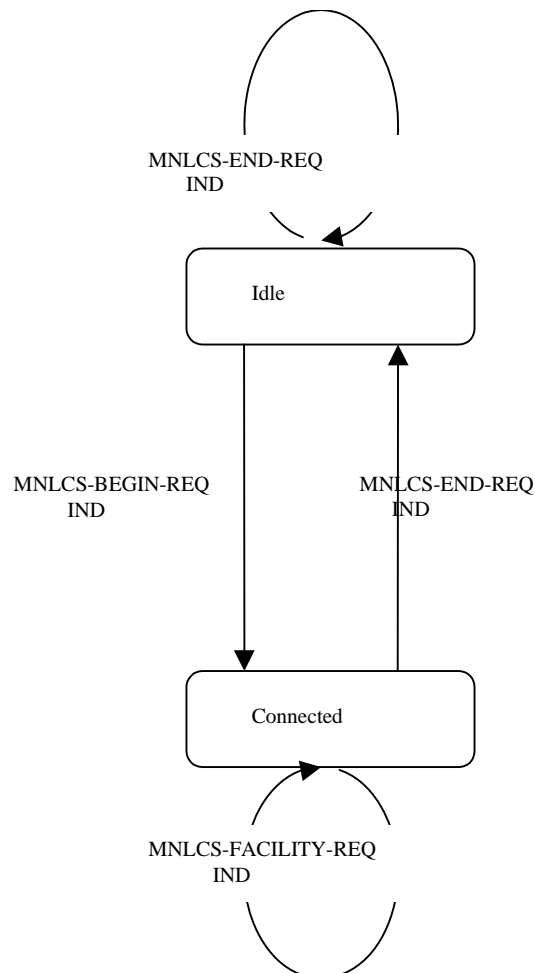 MNLCS-END-REQ
IND
Idle
MNLCS-BEGIN-REQ
IND
MNLCS-END-REQ
IND
Connected
MNLCS-FACILITY-REQ
IND